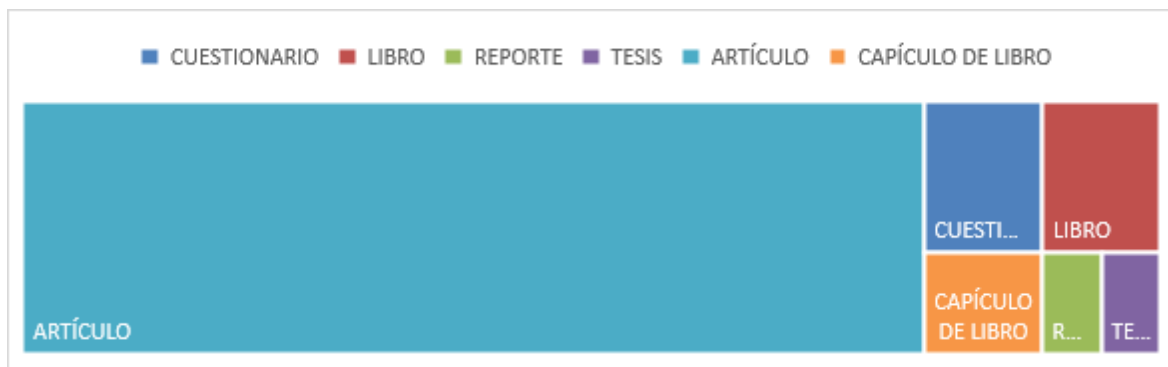 CUESTIONARIO LIBRO REPORTE TESIS ARTÍCULO CAPÍCULO DE LIBRO
CUESTI...
LIBRO
CAPÍCULO
DE LIBRO
ARTÍCULO
R...
TE...